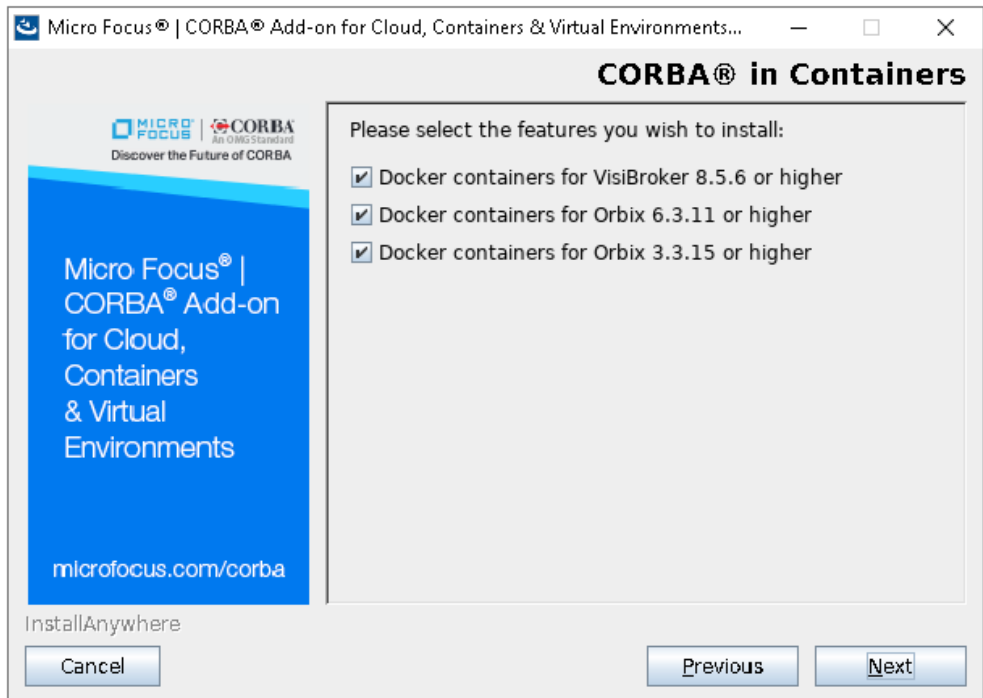 Micro Focus® | CORBA® Add-on for Cloud, Containers & Virtual Environments...
CORBA® in Containers
MICRO FOCUS | CORBA
An OMG Standard
Discover the Future of CORBA
Micro Focus® |
CORBA® Add-on
for Cloud,
Containers
& Virtual
Environments
microfocus.com/corba
Please select the features you wish to install:
Docker containers for VisiBroker 8.5.6 or higher
Docker containers for Orbix 6.3.11 or higher
Docker containers for Orbix 3.3.15 or higher
InstallAnywhere
Cancel
Previous
Next